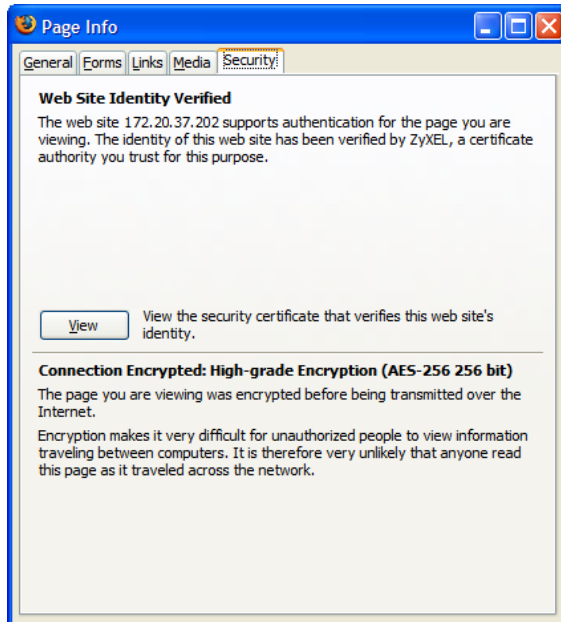 Page Info
General Forms Links Media Security
Web Site Identity Verified
The web site 172.20.37.202 supports authentication for the page you are
viewing. The identity of this web site has been verified by ZyXEL, a certificate
authority you trust for this purpose.
View
View the security certificate that verifies this web site's
identity.
Connection Encrypted: High-grade Encryption (AES-256 256 bit)
The page you are viewing was encrypted before being transmitted over the
Internet.
Encryption makes it very difficult for unauthorized people to view information
traveling between computers. It is therefore very unlikely that anyone read
this page as it traveled across the network.